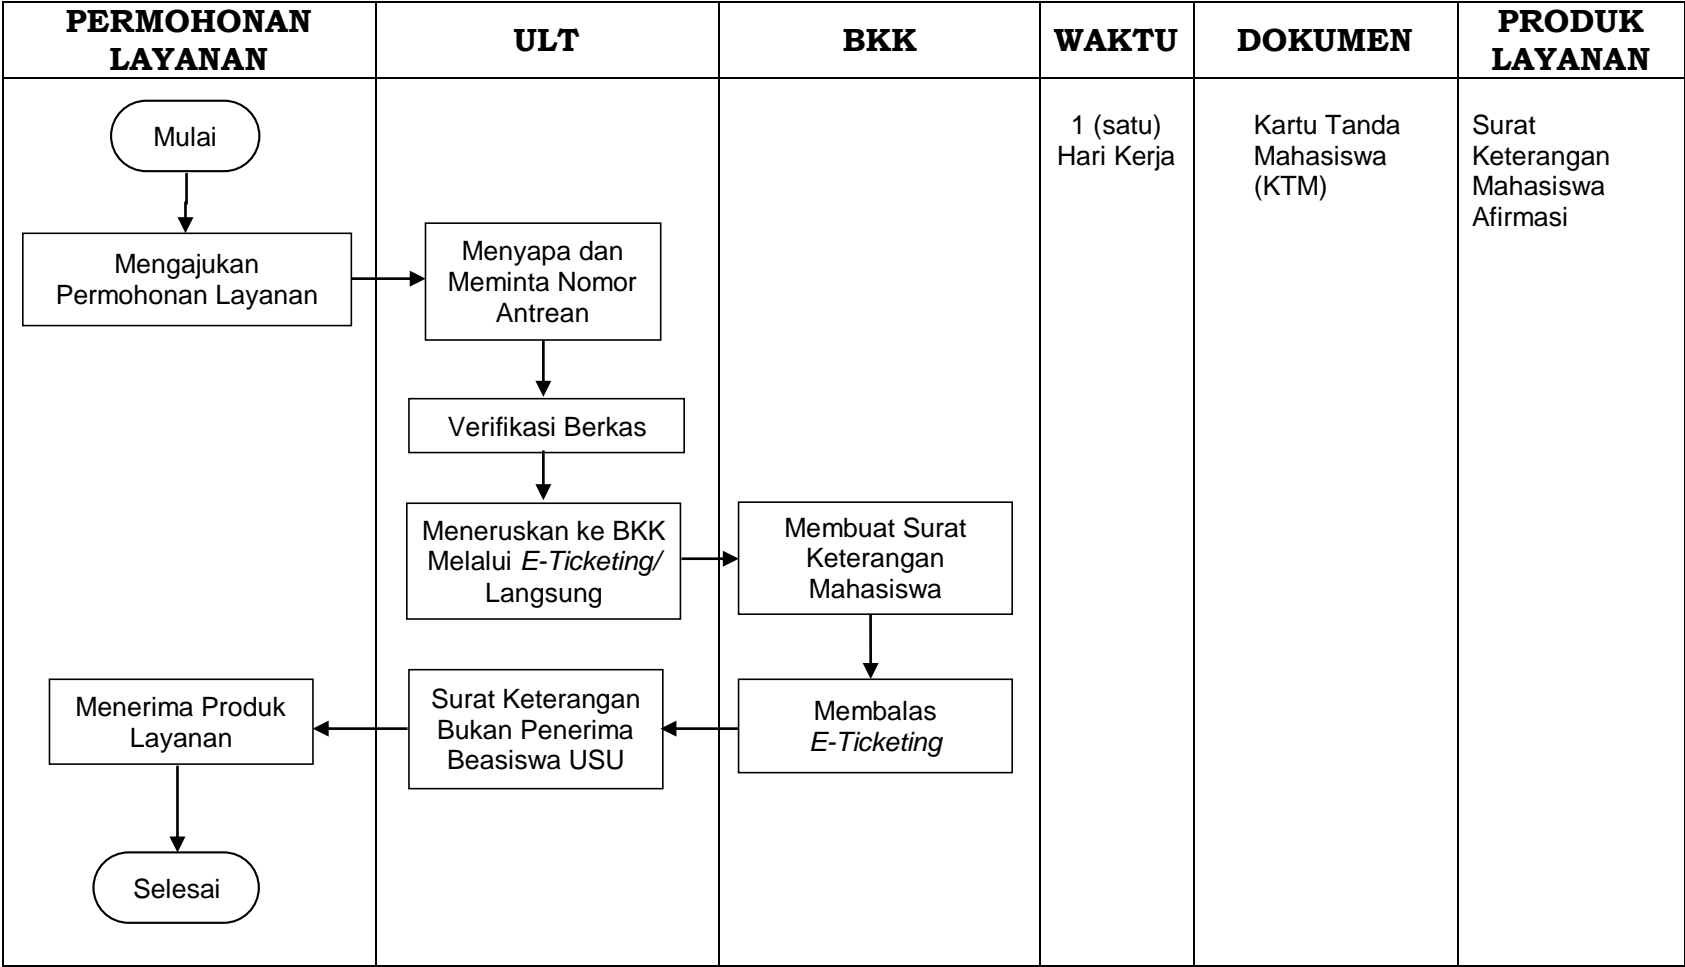 PERMOHONAN
LAYANAN
ULT
BKK
WAKTU
DOKUMEN
PRODUK
LAYANAN
Mulai
1 (satu)
Hari Kerja
Kartu Tanda
Mahasiswa
(KTM)
Surat
Keterangan
Mahasiswa
Afirmasi
Mengajukan
Permohonan Layanan
Menyapa dan
Meminta Nomor
Antrean
Verifikasi Berkas
Meneruskan ke BKK
Melalui E-Ticketing/
Langsung
Membuat Surat
Keterangan
Mahasiswa
Membalas
E-Ticketing
Surat Keterangan
Bukan Penerima
Beasiswa USU
Menerima Produk
Layanan
Selesai